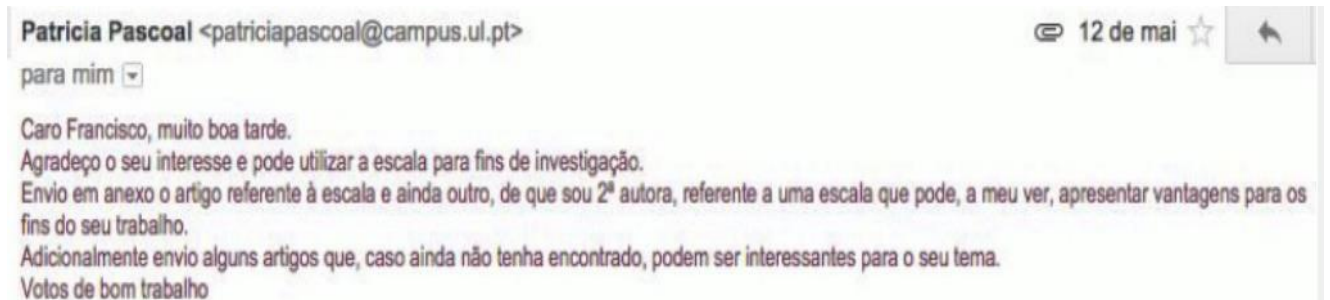 Patricia Pascoal <patriciapascoal@campus.ul.pt>
12 de mai
para mim
Caro Francisco, muito boa tarde.
Agradeço o seu interesse e pode utilizar a escala para fins de investigação.
Envio em anexo o artigo referente à escala e ainda outro, de que sou 2ª autora, referente a uma escala que pode, a meu ver, apresentar vantagens para os
fins do seu trabalho.
Adicionalmente envio alguns artigos que, caso ainda não tenha encontrado, podem ser interessantes para o seu tema.
Votos de bom trabalho